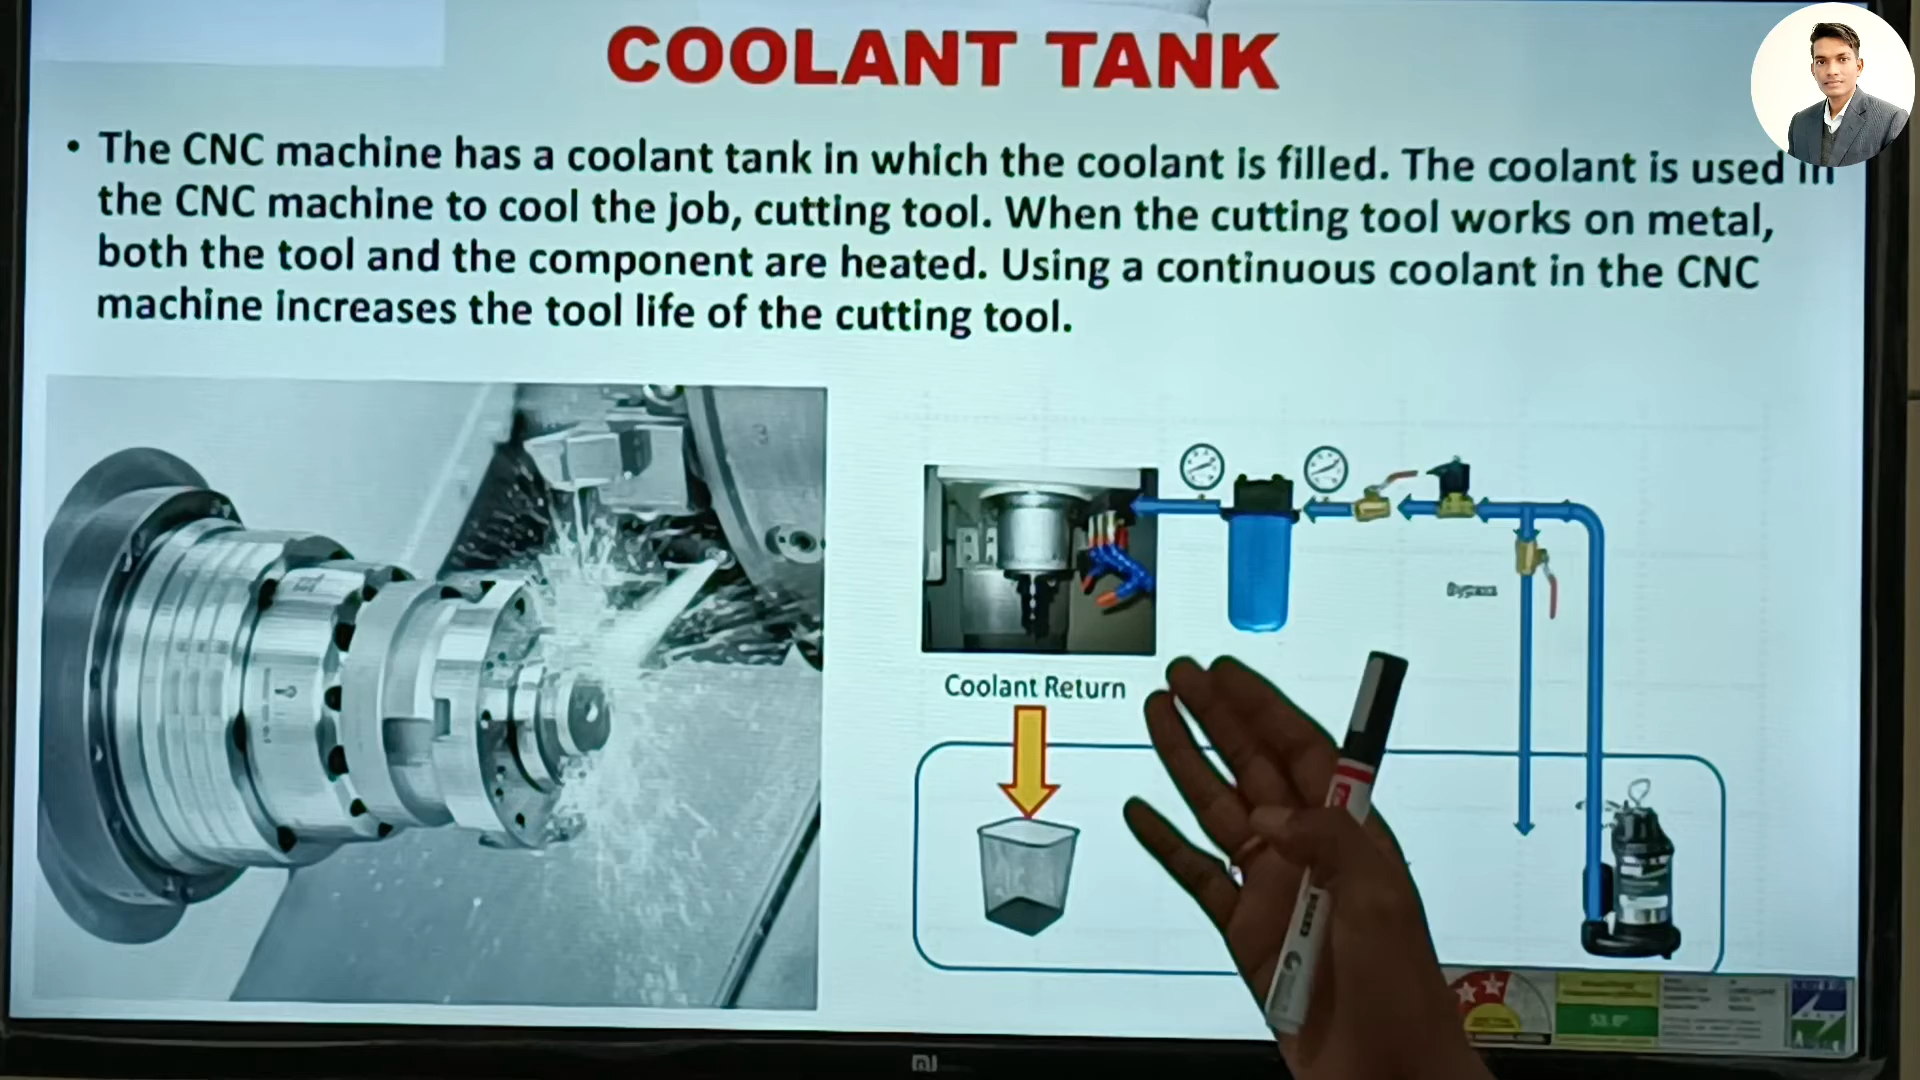 COOLANT TANK
• The CNC machine has a coolant tank in which the coolant is filled. The coolant is used in
the CNC machine to cool the job, cutting tool. When the cutting tool works on metal,
both the tool and the component are heated. Using a continuous coolant in the CNC
machine increases the tool life of the cutting tool.
Bypass
Coolant Return
53.0"
mi